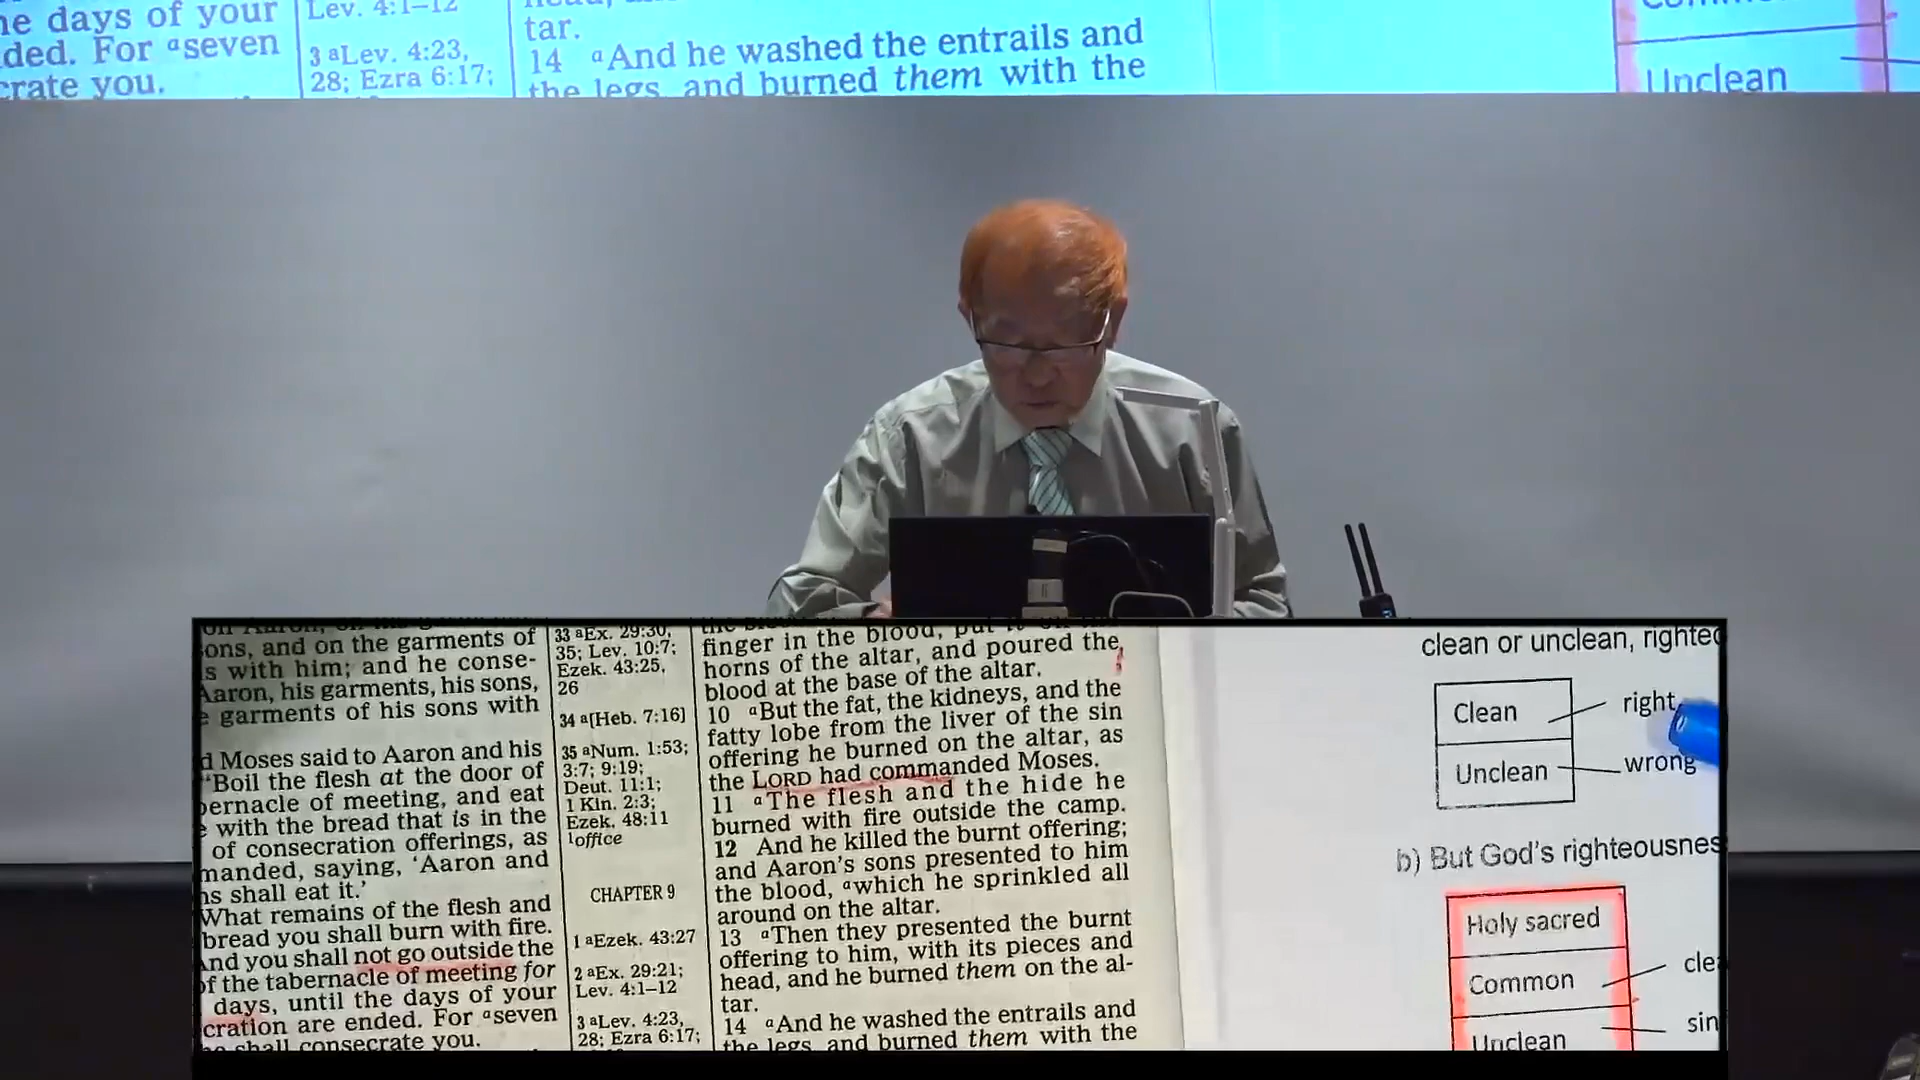 he days of your
ded. For ᵃseven
crate you.
Lev. 4:1–12
3 ᵃLev. 4:23,
28; Ezra 6:17;
tar.
14 ᵃAnd he washed the entrails and
the legs, and burned them with the
Unclean
ons, and on the garments of
s with him; and he conse-
Aaron, his garments, his sons,
e garments of his sons with
d Moses said to Aaron and his
“Boil the flesh at the door of
bernacle of meeting, and eat
e with the bread that is in the
of consecration offerings, as
manded, saying, ‘Aaron and
ns shall eat it.’
What remains of the flesh and
bread you shall burn with fire.
And you shall not go outside the
of the tabernacle of meeting for
days, until the days of your
cration are ended. For ᵃseven
he shall consecrate you.
33 ᵃEx. 29:30,
35; Lev. 10:7;
Ezek. 43:25,
26
34 ᵃ[Heb. 7:16]
35 ᵃNum. 1:53;
3:7; 9:19;
Deut. 11:1;
1 Kin. 2:3;
Ezek. 48:11
¹office
CHAPTER 9
1 ᵃEzek. 43:27
2 ᵃEx. 29:21;
Lev. 4:1–12
3 ᵃLev. 4:23,
28; Ezra 6:17;
finger in the blood, put it on the
horns of the altar, and poured the
blood at the base of the altar.
10 ᵃBut the fat, the kidneys, and the
fatty lobe from the liver of the sin
offering he burned on the altar, as
the LORD had commanded Moses.
11 ᵃThe flesh and the hide he
burned with fire outside the camp.
12 And he killed the burnt offering;
and Aaron’s sons presented to him
the blood, ᵃwhich he sprinkled all
around on the altar.
13 ᵃThen they presented the burnt
offering to him, with its pieces and
head, and he burned them on the al-
tar.
14 ᵃAnd he washed the entrails and
the legs, and burned them with the
clean or unclean, righteo
Clean
right
Unclean
wrong
b) But God’s righteousnes
Holy sacred
Common
clea
Unclean
sin